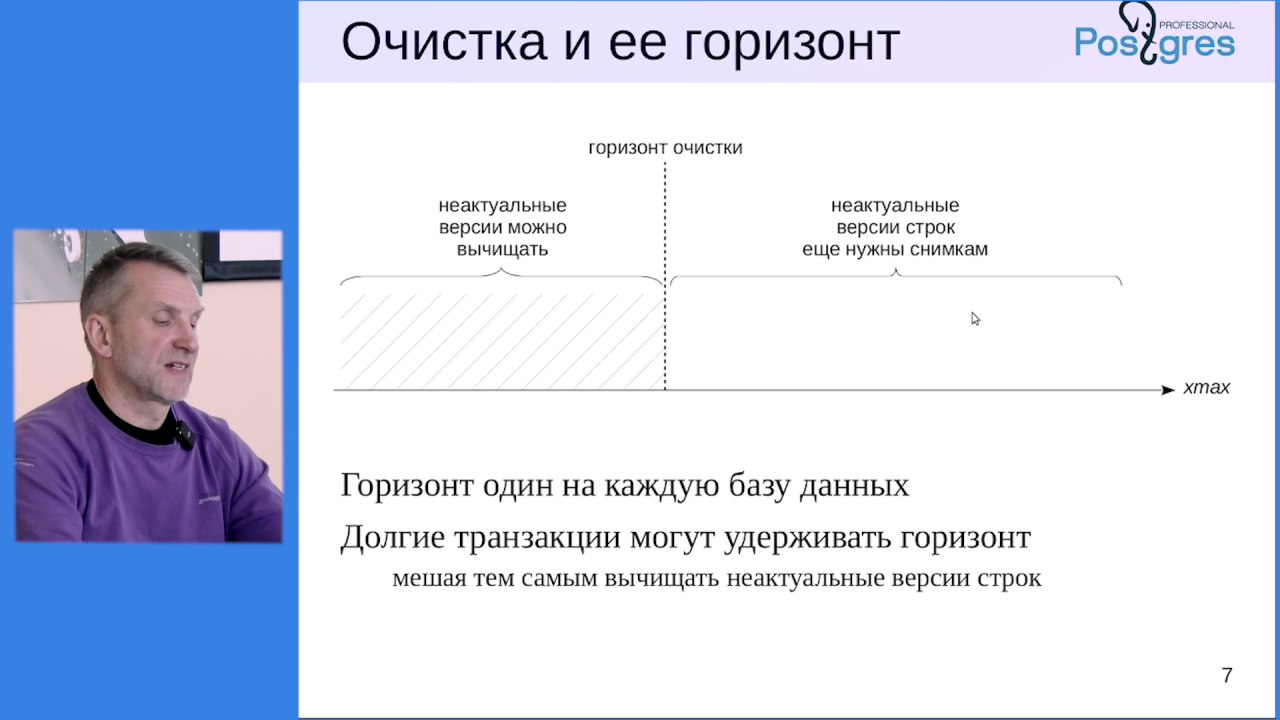 Очистка и ее горизонт
PROFESSIONAL
Postgres
горизонт очистки
неактуальные
версии можно
вычищать
неактуальные
версии строк
еще нужны снимкам
xmax
Горизонт один на каждую базу данных
Долгие транзакции могут удерживать горизонт
мешая тем самым вычищать неактуальные версии строк
7